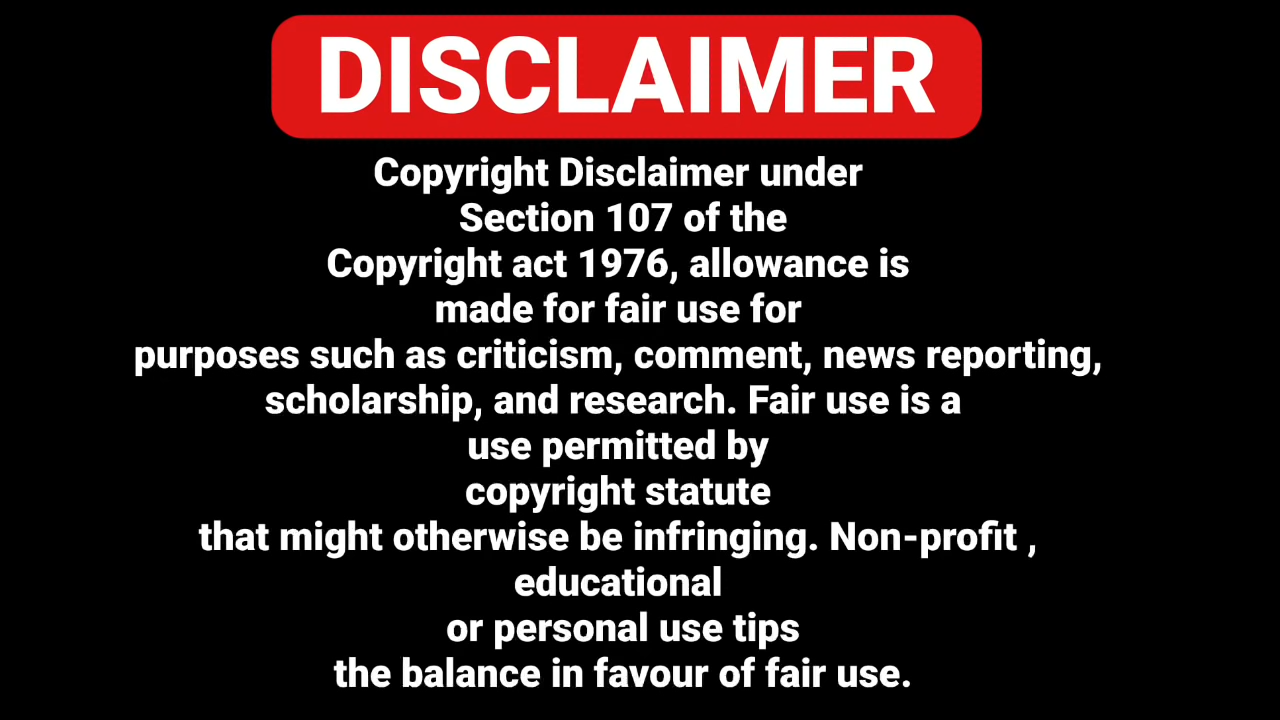 DISCLAIMER
Copyright Disclaimer under
Section 107 of the
Copyright act 1976, allowance is
made for fair use for
purposes such as criticism, comment, news reporting,
scholarship, and research. Fair use is a
use permitted by
copyright statute
that might otherwise be infringing. Non-profit ,
educational
or personal use tips
the balance in favour of fair use.